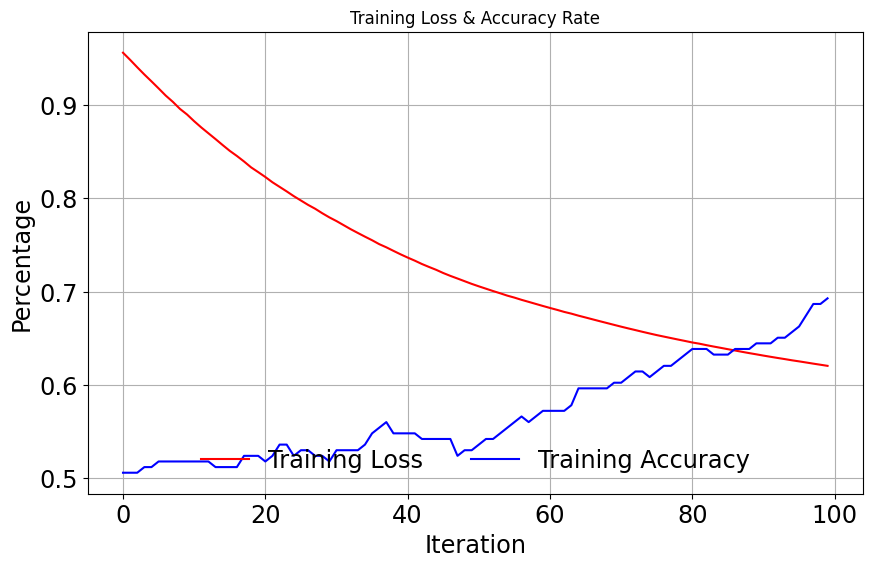 Training Loss & Accuracy Rate
Percentage
0.9
0.8
0.7
0.6
0.5
Training Loss Training Accuracy
0 20 40 60 80 100
Iteration